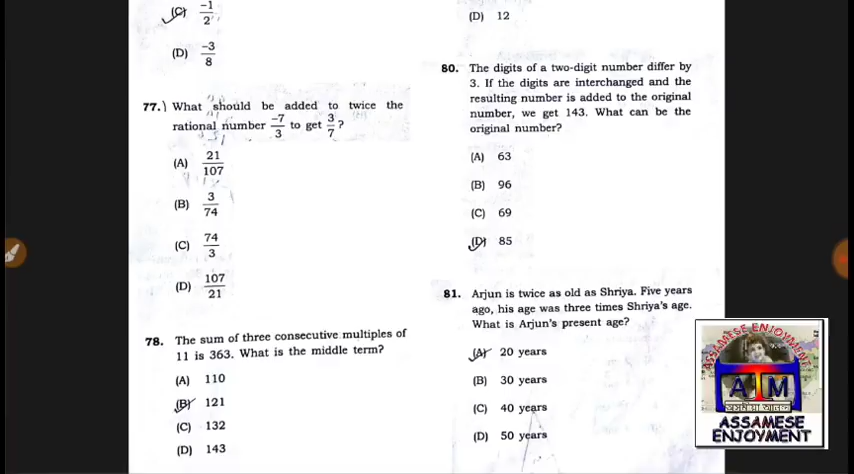 (C) -1/2
(D) -3/8
77.) What should be added to twice the
rational number -7/3 to get 3/7?
(A) 21/107
(B) 3/74
(C) 74/3
(D) 107/21
78. The sum of three consecutive multiples of
11 is 363. What is the middle term?
(A) 110
(B) 121
(C) 132
(D) 143
(D) 12
80. The digits of a two-digit number differ by
3. If the digits are interchanged and the
resulting number is added to the original
number, we get 143. What can be the
original number?
(A) 63
(B) 96
(C) 69
(D) 85
81. Arjun is twice as old as Shriya. Five years
ago, his age was three times Shriya's age.
What is Arjun's present age?
(A) 20 years
(B) 30 years
(C) 40 years
(D) 50 years
ASSAMESE ENJOYMENT
ATM
ASSAMESE
ENJOYMENT